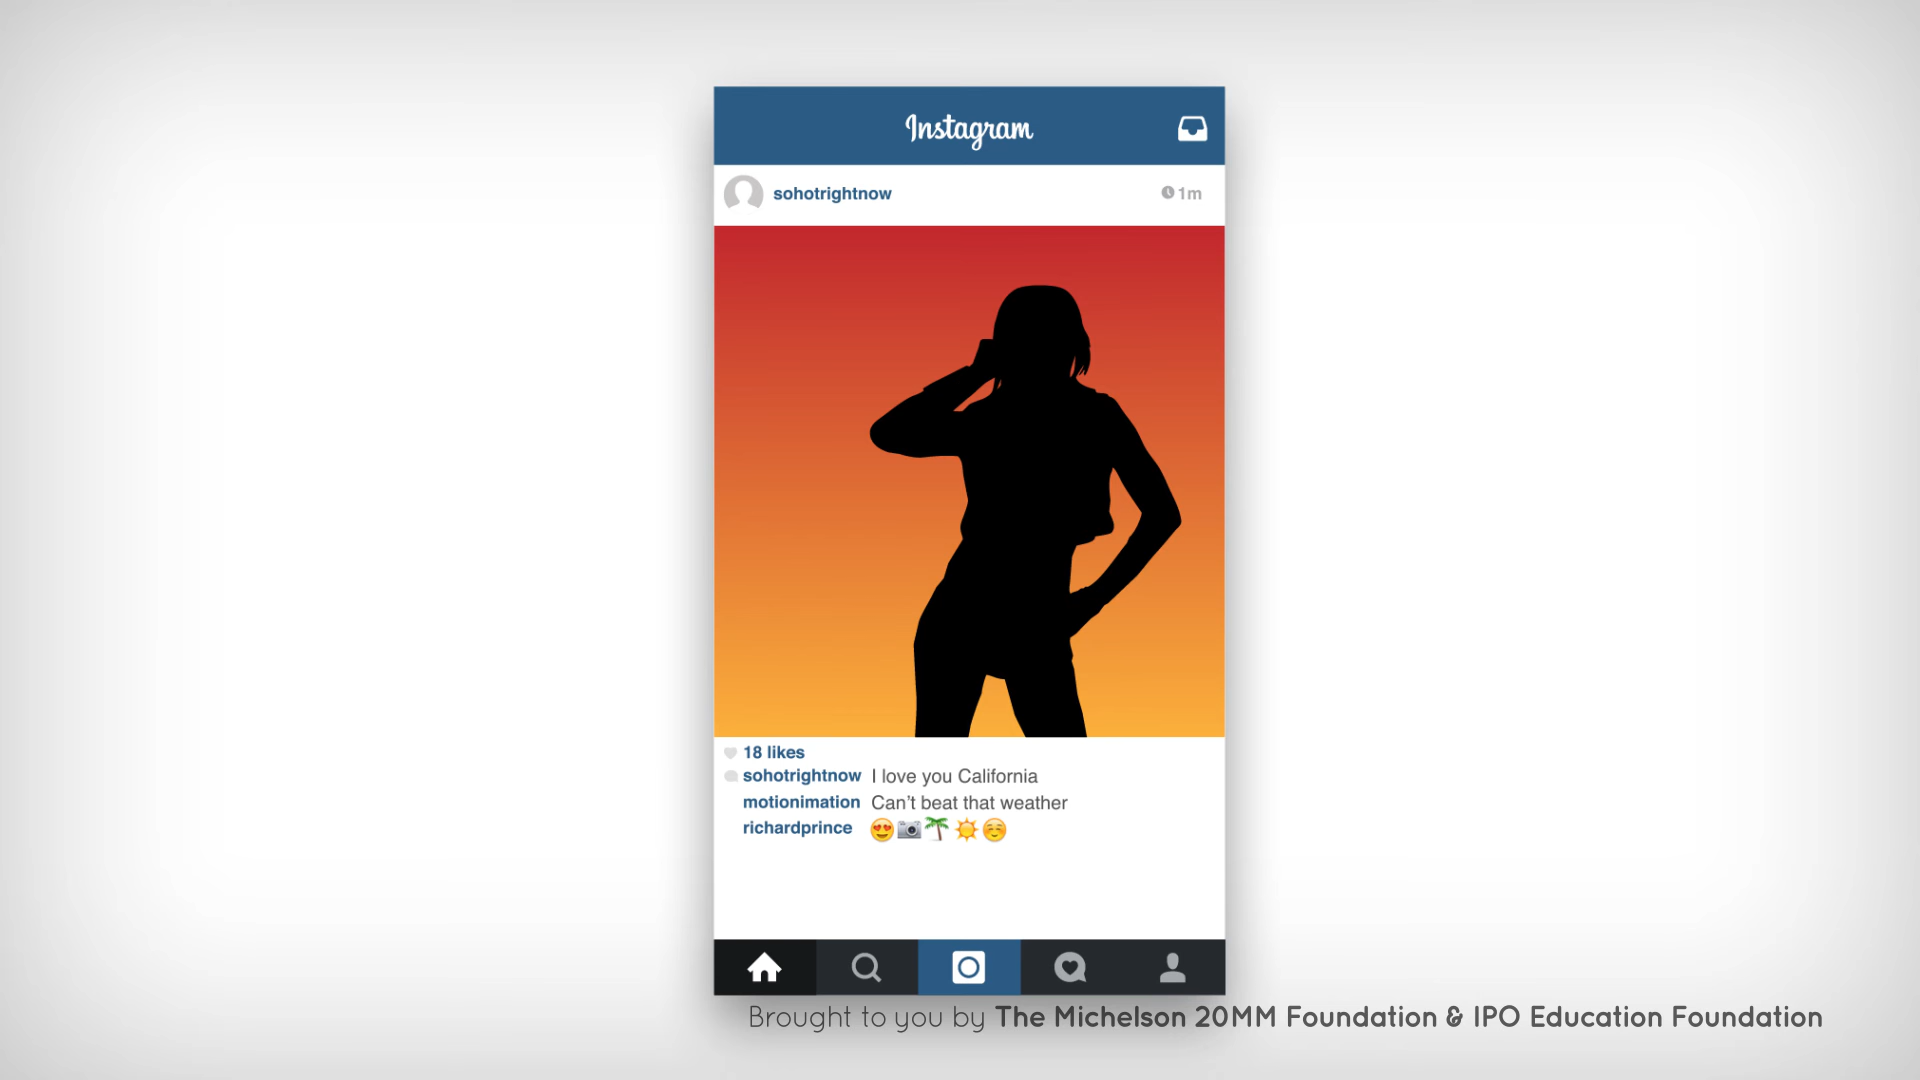 Instagram
sohotrightnow 1m
18 likes
sohotrightnow I love you California
motionimation Can’t beat that weather
richardprince 😍📷🌴☀️☺️
Brought to you by The Michelson 20MM Foundation & IPO Education Foundation